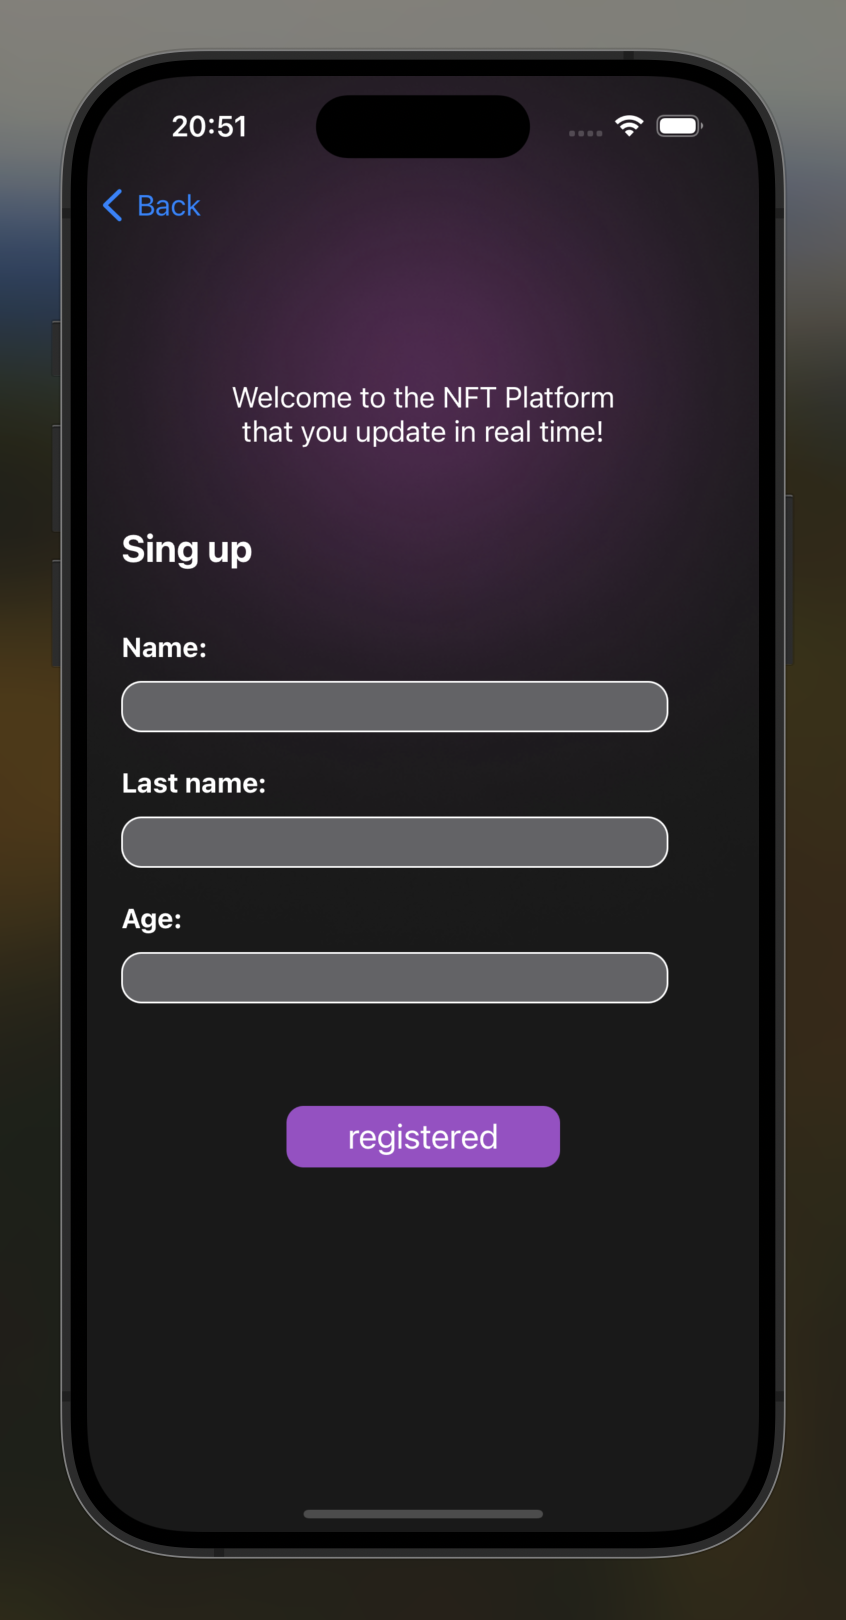 20:51
Back
Welcome to the NFT Platform
that you update in real time!
Sing up
Name:
Last name:
Age:
registered